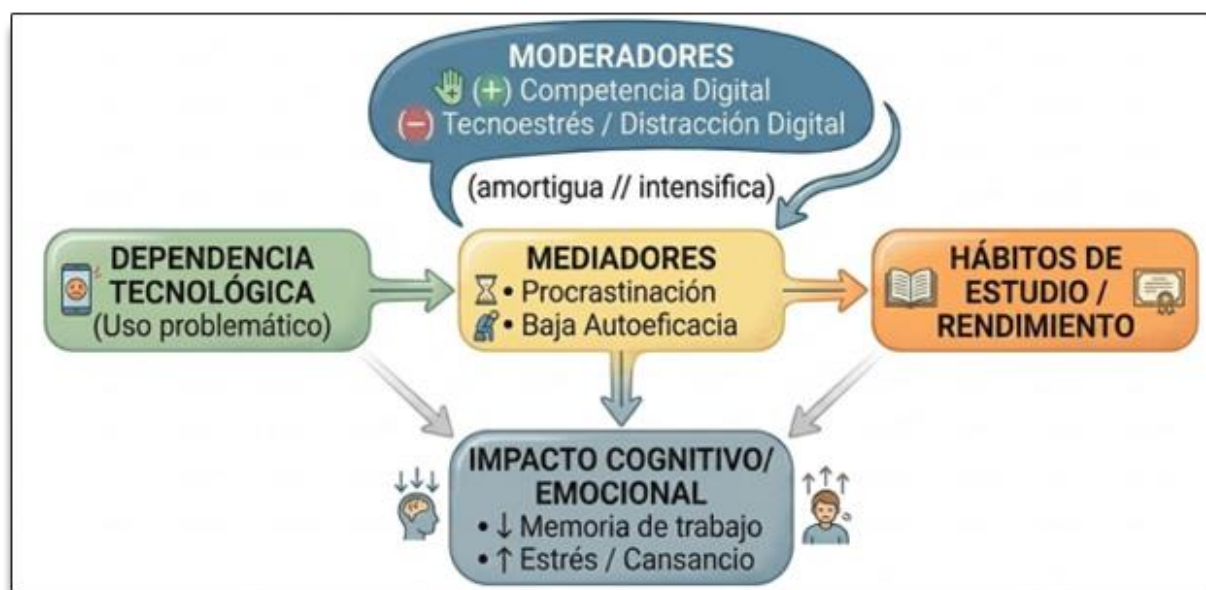 MODERADORES
(+) Competencia Digital
(−) Tecnoestrés / Distracción Digital
(amortigua // intensifica)
DEPENDENCIA
TECNOLÓGICA
(Uso problemático)
MEDIADORES
• Procrastinación
• Baja Autoeficacia
HÁBITOS DE
ESTUDIO /
RENDIMIENTO
IMPACTO COGNITIVO/
EMOCIONAL
• ↓ Memoria de trabajo
• ↑ Estrés / Cansancio